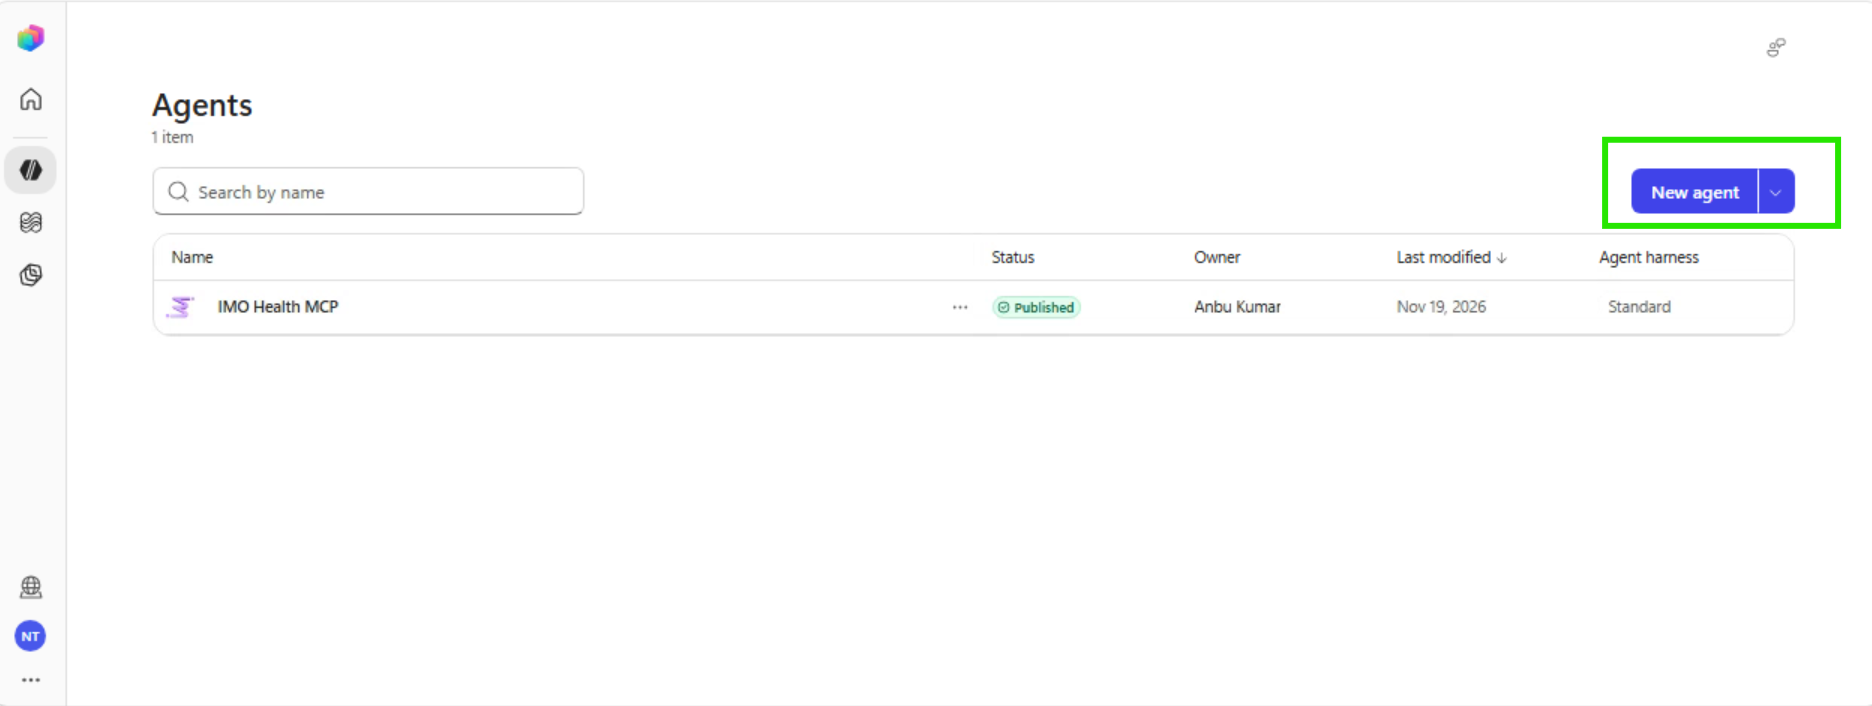 Agents
1 item
Search by name
New agent
Name Status Owner Last modified ↓ Agent harness
IMO Health MCP ... Published Anbu Kumar Nov 19, 2026 Standard
NT
...